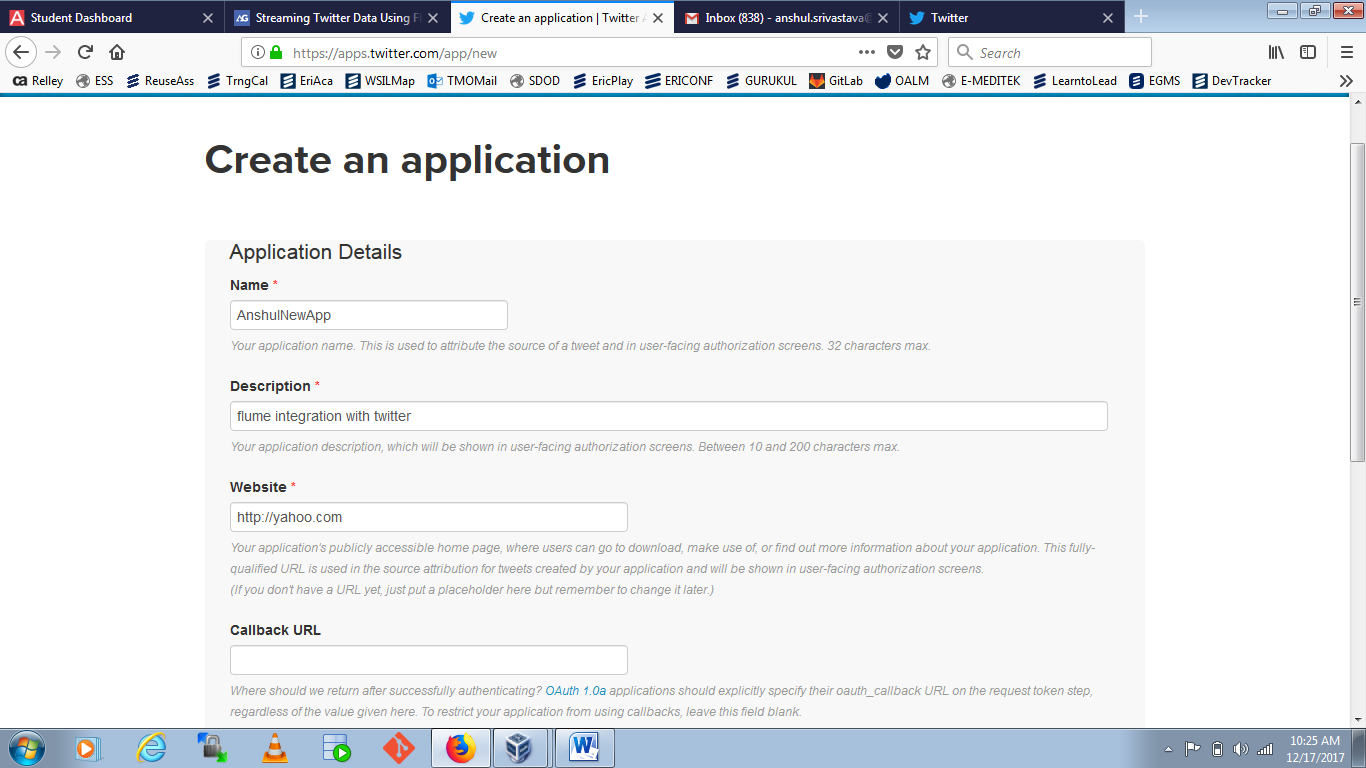 Student Dashboard
Streaming Twitter Data Using Fl
Create an application | Twitter A
Inbox (838) - anshul.srivastava@
Twitter
https://apps.twitter.com/app/new
Search
ca Relley
ESS
ReuseAss
TrngCal
EriAca
WSILMap
TMOMail
SDOD
EricPlay
ERICONF
GURUKUL
GitLab
OALM
E-MEDITEK
LearntoLead
EGMS
DevTracker
Create an application
Application Details
Name *
AnshulNewApp
Your application name. This is used to attribute the source of a tweet and in user-facing authorization screens. 32 characters max.
Description *
flume integration with twitter
Your application description, which will be shown in user-facing authorization screens. Between 10 and 200 characters max.
Website *
http://yahoo.com
Your application's publicly accessible home page, where users can go to download, make use of, or find out more information about your application. This fully-
qualified URL is used in the source attribution for tweets created by your application and will be shown in user-facing authorization screens.
(If you don't have a URL yet, just put a placeholder here but remember to change it later.)
Callback URL
Where should we return after successfully authenticating? OAuth 1.0a applications should explicitly specify their oauth_callback URL on the request token step,
regardless of the value given here. To restrict your application from using callbacks, leave this field blank.
10:25 AM
12/17/2017